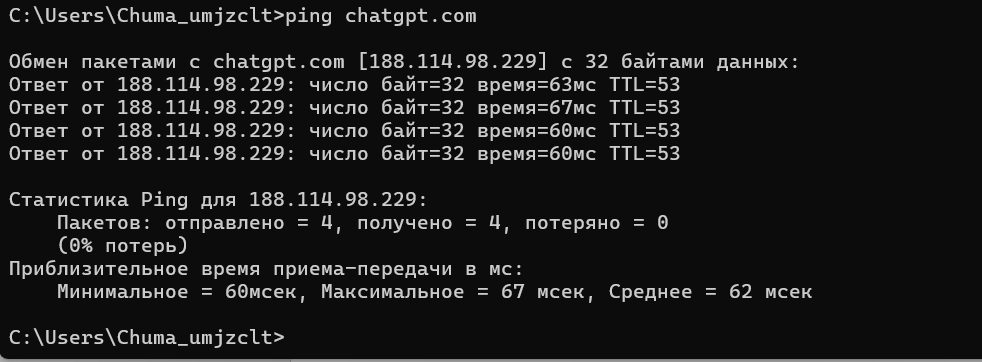 C:\Users\Chuma_umjzclt>ping chatgpt.com
Обмен пакетами с chatgpt.com [188.114.98.229] с 32 байтами данных:
Ответ от 188.114.98.229: число байт=32 время=63мс TTL=53
Ответ от 188.114.98.229: число байт=32 время=67мс TTL=53
Ответ от 188.114.98.229: число байт=32 время=60мс TTL=53
Ответ от 188.114.98.229: число байт=32 время=60мс TTL=53
Статистика Ping для 188.114.98.229:
Пакетов: отправлено = 4, получено = 4, потеряно = 0
(0% потерь)
Приблизительное время приема-передачи в мс:
Минимальное = 60мсек, Максимальное = 67 мсек, Среднее = 62 мсек
C:\Users\Chuma_umjzclt>